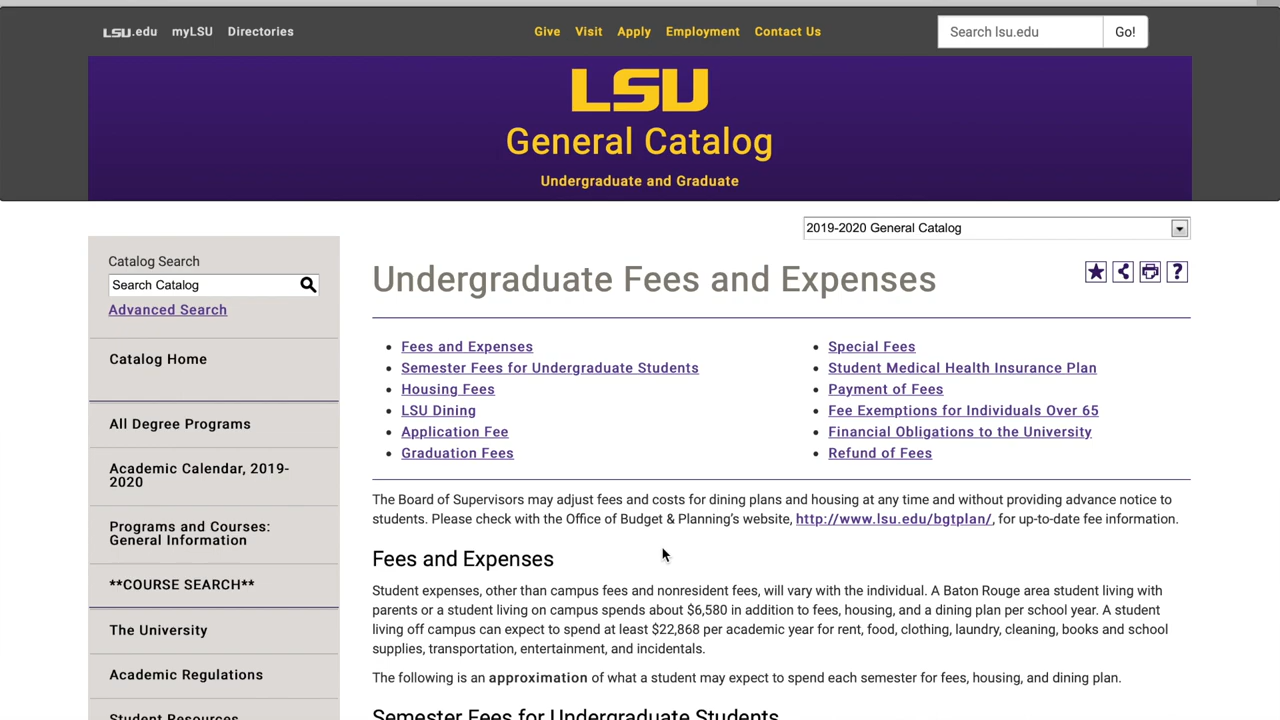 LSU.edu myLSU Directories Give Visit Apply Employment Contact Us Search lsu.edu Go!
LSU
General Catalog
Undergraduate and Graduate
2019-2020 General Catalog
Catalog Search
Search Catalog
Advanced Search
Catalog Home
All Degree Programs
Academic Calendar, 2019-
2020
Programs and Courses:
General Information
**COURSE SEARCH**
The University
Academic Regulations
Student Resources
Undergraduate Fees and Expenses
?
• Fees and Expenses
• Semester Fees for Undergraduate Students
• Housing Fees
• LSU Dining
• Application Fee
• Graduation Fees
• Special Fees
• Student Medical Health Insurance Plan
• Payment of Fees
• Fee Exemptions for Individuals Over 65
• Financial Obligations to the University
• Refund of Fees
The Board of Supervisors may adjust fees and costs for dining plans and housing at any time and without providing advance notice to
students. Please check with the Office of Budget & Planning's website, http://www.lsu.edu/bgtplan/, for up-to-date fee information.
Fees and Expenses
Student expenses, other than campus fees and nonresident fees, will vary with the individual. A Baton Rouge area student living with
parents or a student living on campus spends about $6,580 in addition to fees, housing, and a dining plan per school year. A student
living off campus can expect to spend at least $22,868 per academic year for rent, food, clothing, laundry, cleaning, books and school
supplies, transportation, entertainment, and incidentals.
The following is an approximation of what a student may expect to spend each semester for fees, housing, and dining plan.
Semester Fees for Undergraduate Students